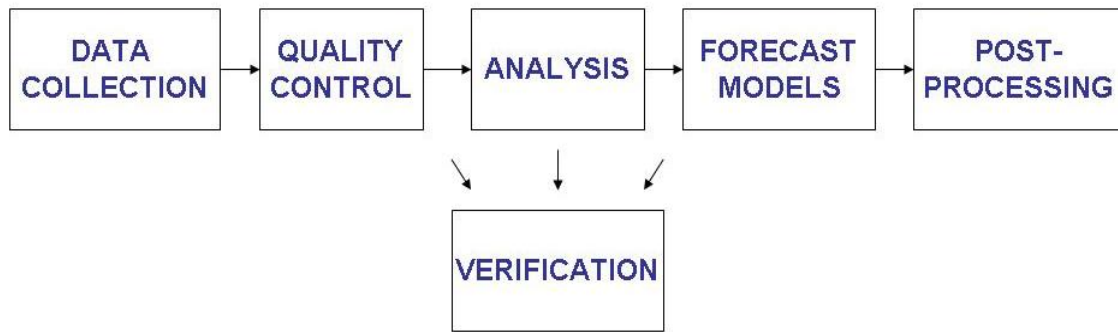 DATA
COLLECTION
QUALITY
CONTROL
ANALYSIS
FORECAST
MODELS
POST-
PROCESSING
VERIFICATION